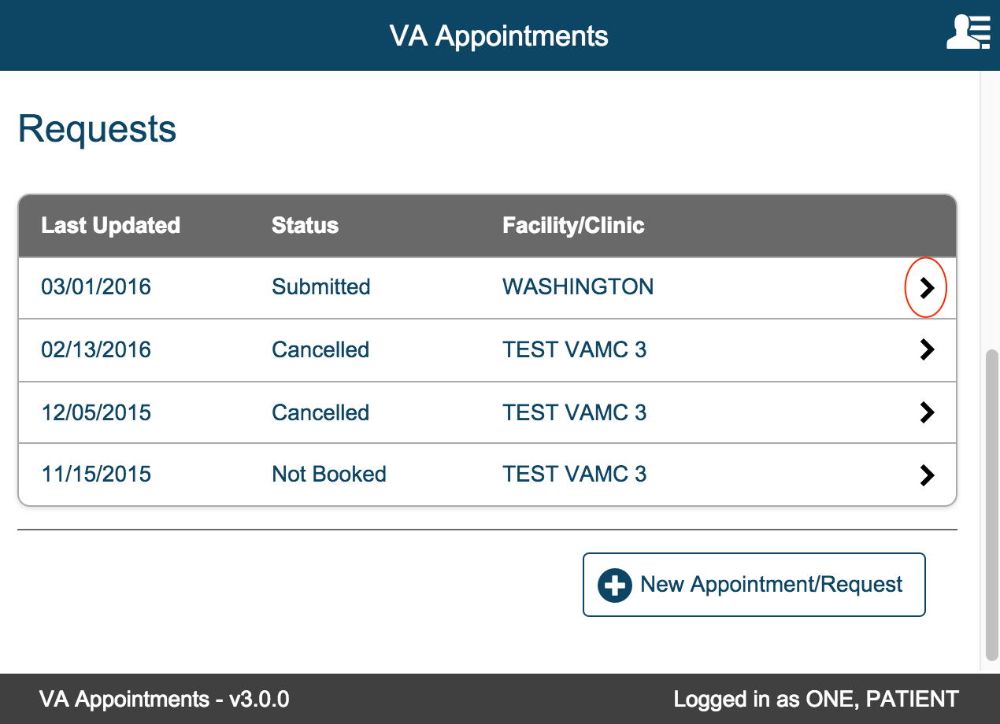 VA Appointments
Requests
Last Updated Status Facility/Clinic
03/01/2016 Submitted WASHINGTON
02/13/2016 Cancelled TEST VAMC 3
12/05/2015 Cancelled TEST VAMC 3
11/15/2015 Not Booked TEST VAMC 3
New Appointment/Request
VA Appointments - v3.0.0 Logged in as ONE, PATIENT